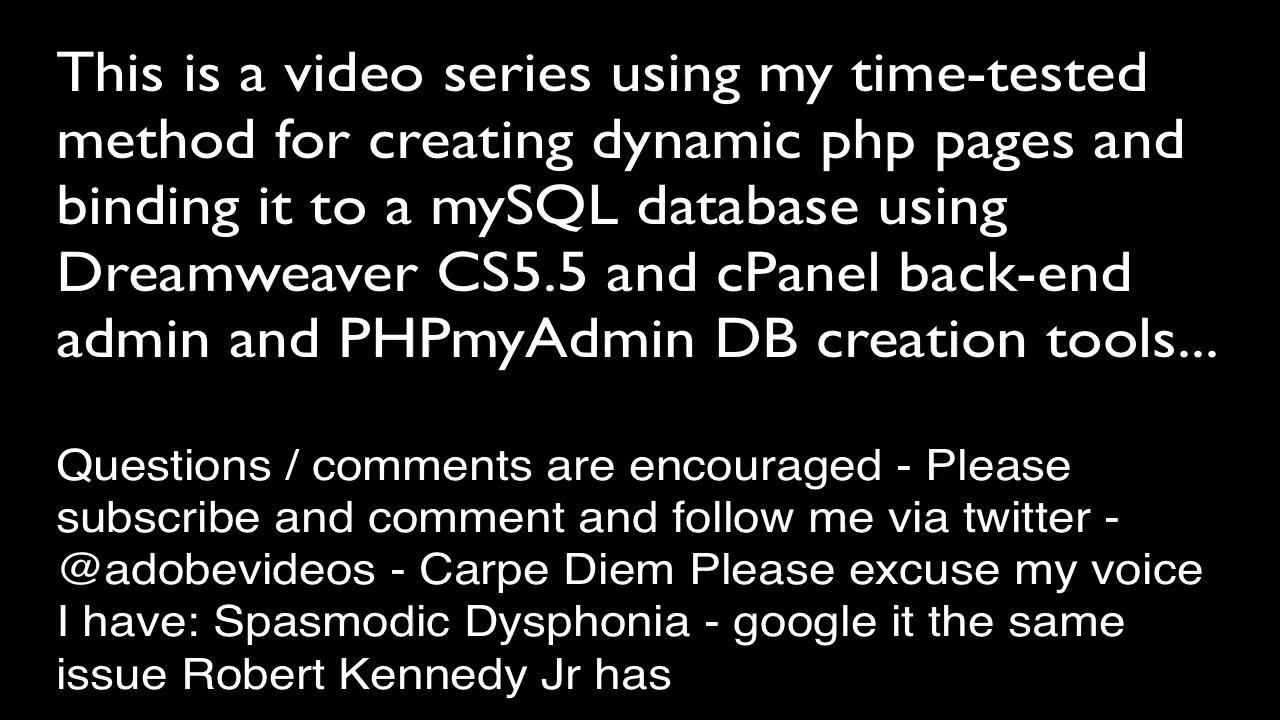 This is a video series using my time-tested
method for creating dynamic php pages and
binding it to a mySQL database using
Dreamweaver CS5.5 and cPanel back-end
admin and PHPmyAdmin DB creation tools...
Questions / comments are encouraged - Please
subscribe and comment and follow me via twitter -
@adobevideos - Carpe Diem Please excuse my voice
I have: Spasmodic Dysphonia - google it the same
issue Robert Kennedy Jr has